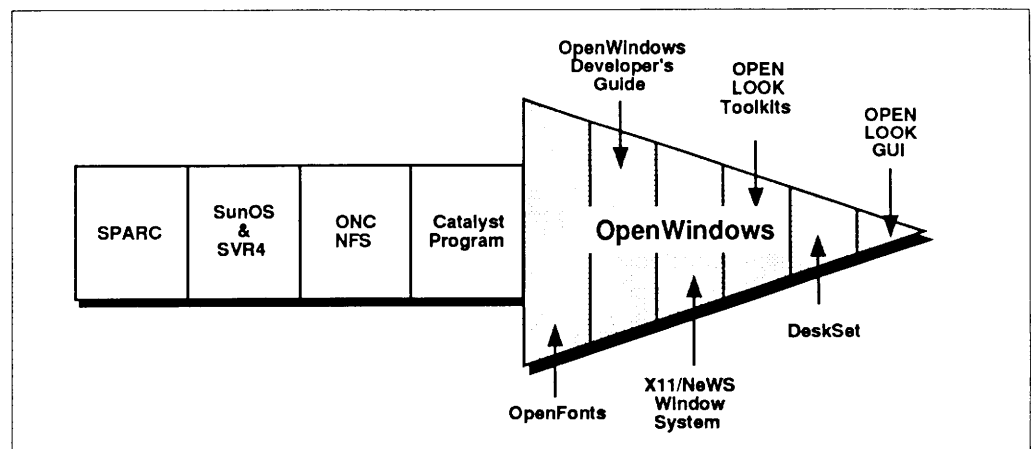 OpenWindows
Developer's
Guide
OPEN
LOOK
Toolkits
OPEN
LOOK
GUI
SPARC
SunOS
&
SVR4
ONC
NFS
Catalyst
Program
OpenWindows
DeskSet
X11/NeWS
Window
System
OpenFonts